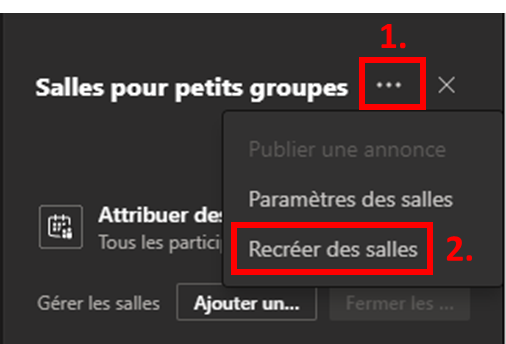 1.
Salles pour petits groupes ...
Publier une annonce
Paramètres des salles
Attribuer de
Tous les partici
Recréer des salles 2.
Gérer les salles Ajouter un... Fermer les ...